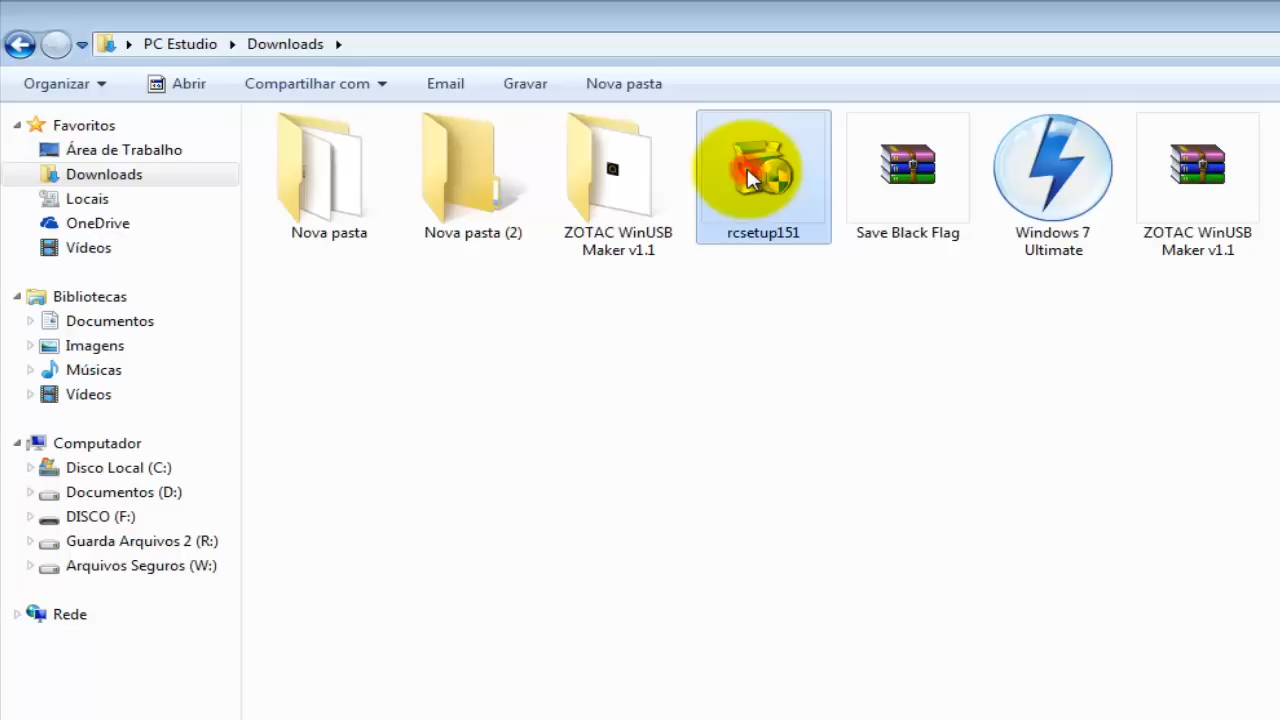 PC Estudio Downloads
Organizar Abrir Compartilhar com Email Gravar Nova pasta
Favoritos
Área de Trabalho
Downloads
Locais
OneDrive
Vídeos
Bibliotecas
Documentos
Imagens
Músicas
Vídeos
Computador
Disco Local (C:)
Documentos (D:)
DISCO (F:)
Guarda Arquivos 2 (R:)
Arquivos Seguros (W:)
Rede
Nova pasta
Nova pasta (2)
ZOTAC WinUSB
Maker v1.1
rcsetup151
Save Black Flag
Windows 7
Ultimate
ZOTAC WinUSB
Maker v1.1